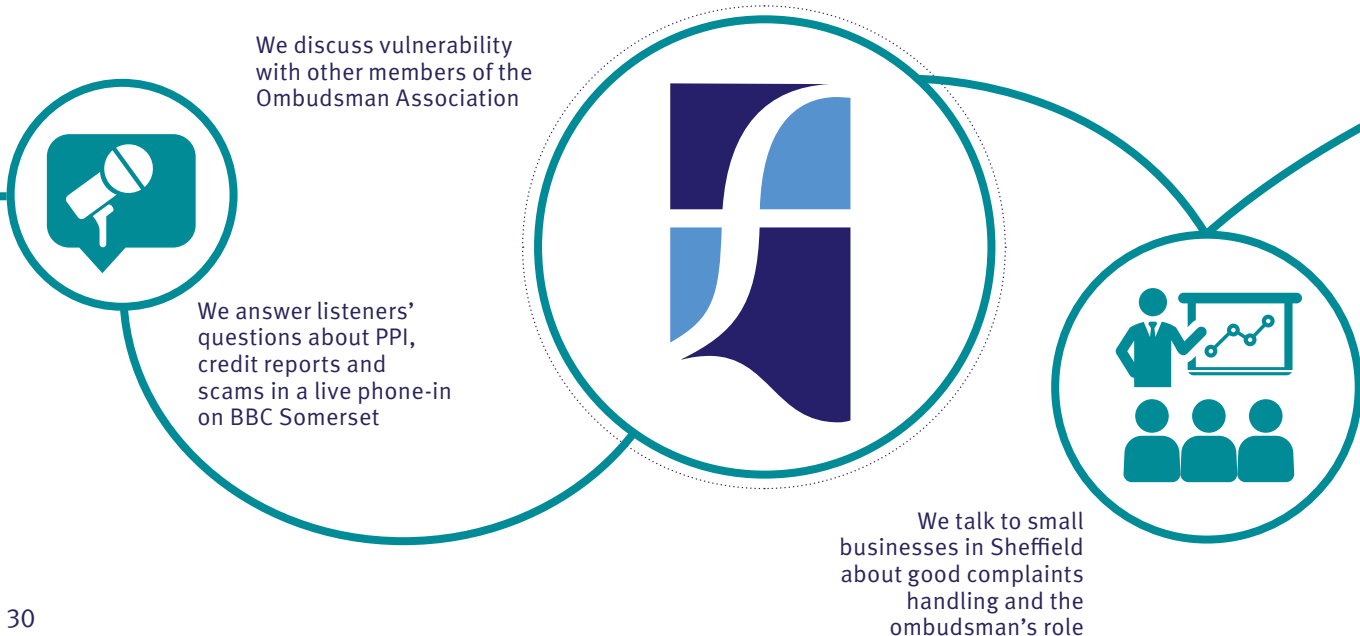 We discuss vulnerability
with other members of the
Ombudsman Association
We answer listeners’
questions about PPI,
credit reports and
scams in a live phone-in
on BBC Somerset
We talk to small
businesses in Sheffield
about good complaints
handling and the
ombudsman’s role
30